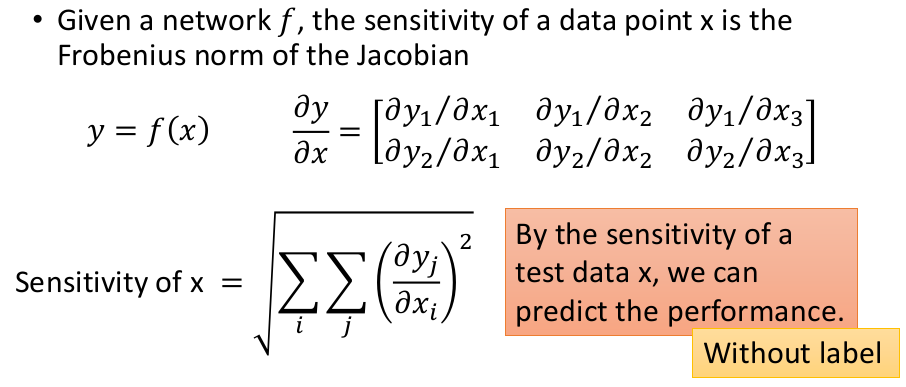 • Given a network f, the sensitivity of a data point x is the
Frobenius norm of the Jacobian
y = f(x)
∂y/∂x = [∂y₁/∂x₁ ∂y₁/∂x₂ ∂y₁/∂x₃
∂y₂/∂x₁ ∂y₂/∂x₂ ∂y₂/∂x₃]
Sensitivity of x = √(∑ᵢ ∑ⱼ (∂yⱼ/∂xᵢ)²)
By the sensitivity of a
test data x, we can
predict the performance.
Without label